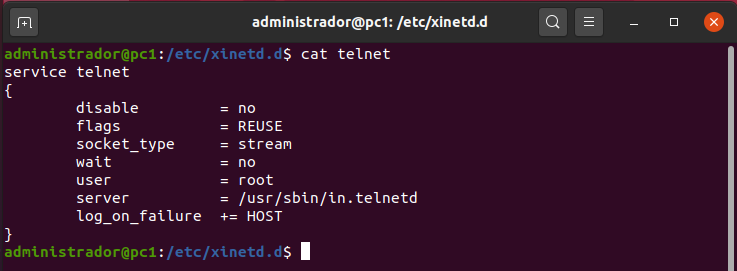 administrador@pc1: /etc/xinetd.d
administrador@pc1:/etc/xinetd.d$ cat telnet
service telnet
{
        disable         = no
        flags           = REUSE
        socket_type     = stream
        wait            = no
        user            = root
        server          = /usr/sbin/in.telnetd
        log_on_failure  += HOST
}
administrador@pc1:/etc/xinetd.d$